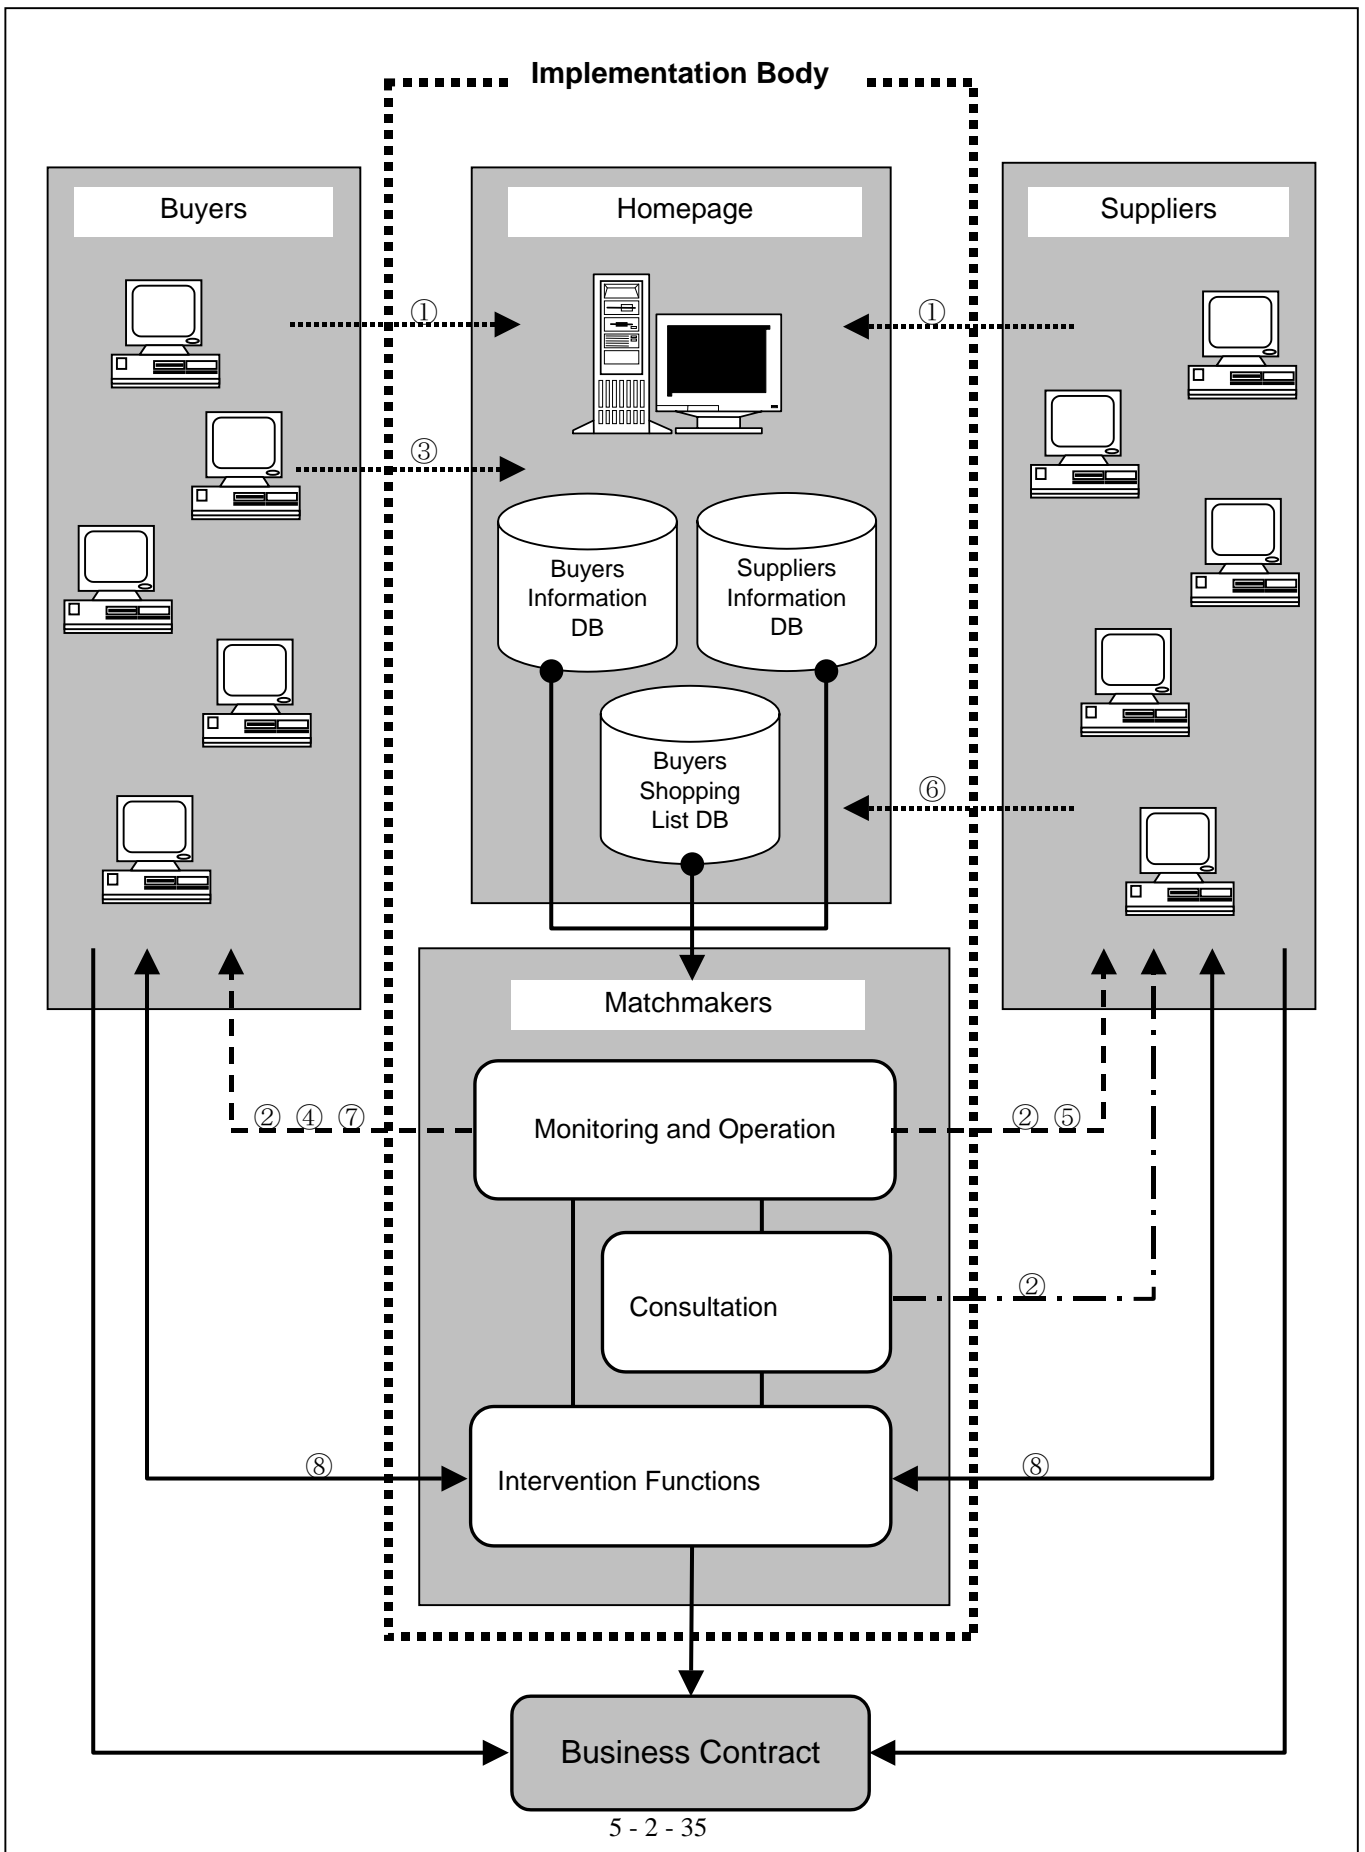 Implementation Body
Buyers
Homepage
Suppliers
①
①
③
Buyers
Information
DB
Suppliers
Information
DB
Buyers
Shopping
List DB
⑥
Matchmakers
② ④ ⑦
Monitoring and Operation
② ⑤
Consultation
②
⑧
Intervention Functions
⑧
Business Contract
5 - 2 - 35